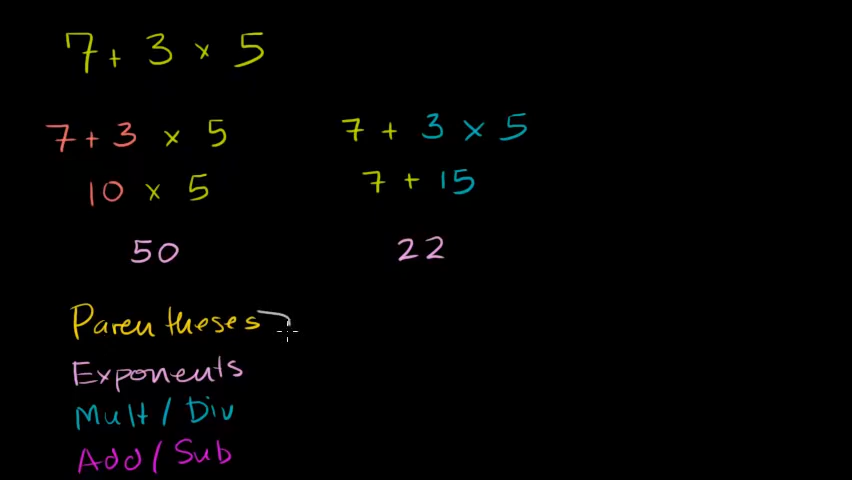 7 + 3 × 5
7 + 3 × 5
10 × 5
50
7 + 3 × 5
7 + 15
22
Parentheses
Exponents
Mult / Div
Add / Sub